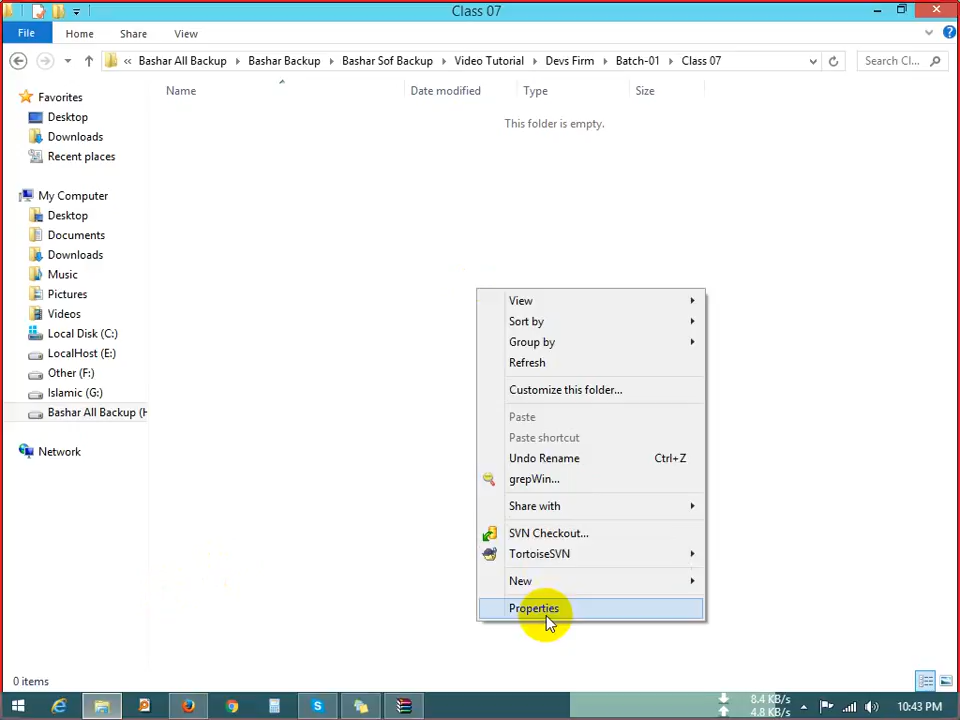 Class 07
File Home Share View
« Bashar All Backup Bashar Backup Bashar Sof Backup Video Tutorial Devs Firm Batch-01 Class 07 Search Cl...
Name Date modified Type Size
This folder is empty.
Favorites
Desktop
Downloads
Recent places
My Computer
Desktop
Documents
Downloads
Music
Pictures
Videos
Local Disk (C:)
LocalHost (E:)
Other (F:)
Islamic (G:)
Bashar All Backup (H
Network
View
Sort by
Group by
Refresh
Customize this folder...
Paste
Paste shortcut
Undo Rename Ctrl+Z
grepWin...
Share with
SVN Checkout...
TortoiseSVN
New
Properties
0 items
8.4 KB/s
4.8 KB/s
10:43 PM